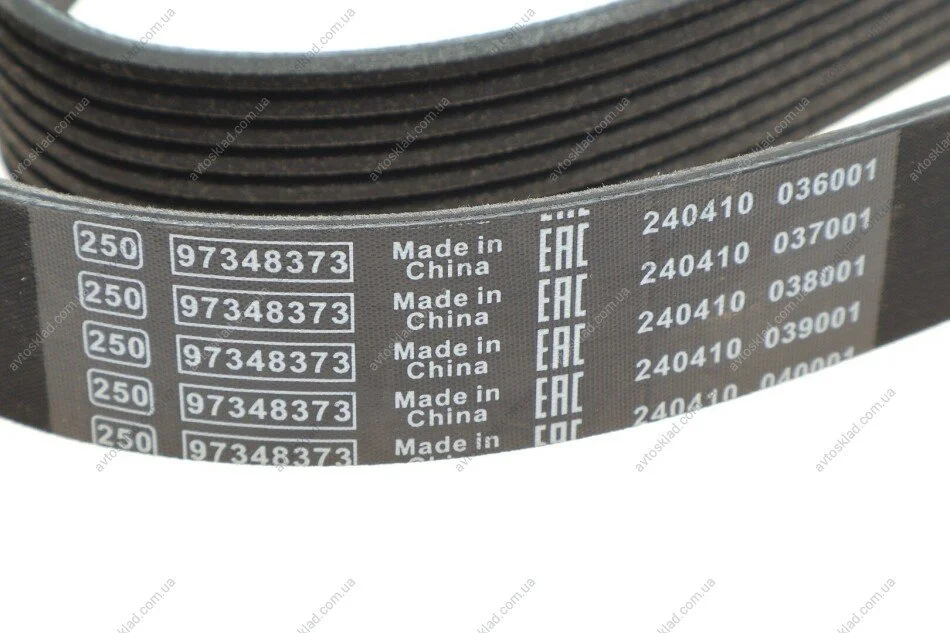 250 97348373 Made in China EAC 240410 036001
250 97348373 Made in China EAC 240410 037001
250 97348373 Made in China EAC 240410 038001
250 97348373 Made in China EAC 240410 039001
250 97348373 Made in EAC 240410 040001
avtosklad.com.ua